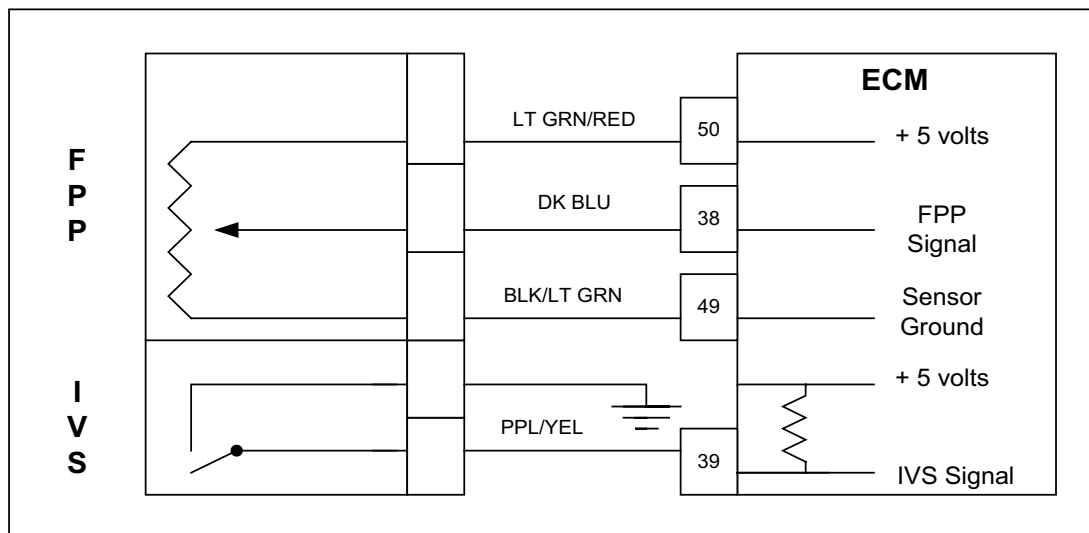 ECM
F
P
P
LT GRN/RED
50
+ 5 volts
DK BLU
38
FPP
Signal
BLK/LT GRN
49
Sensor
Ground
I
V
S
+ 5 volts
PPL/YEL
39
IVS Signal